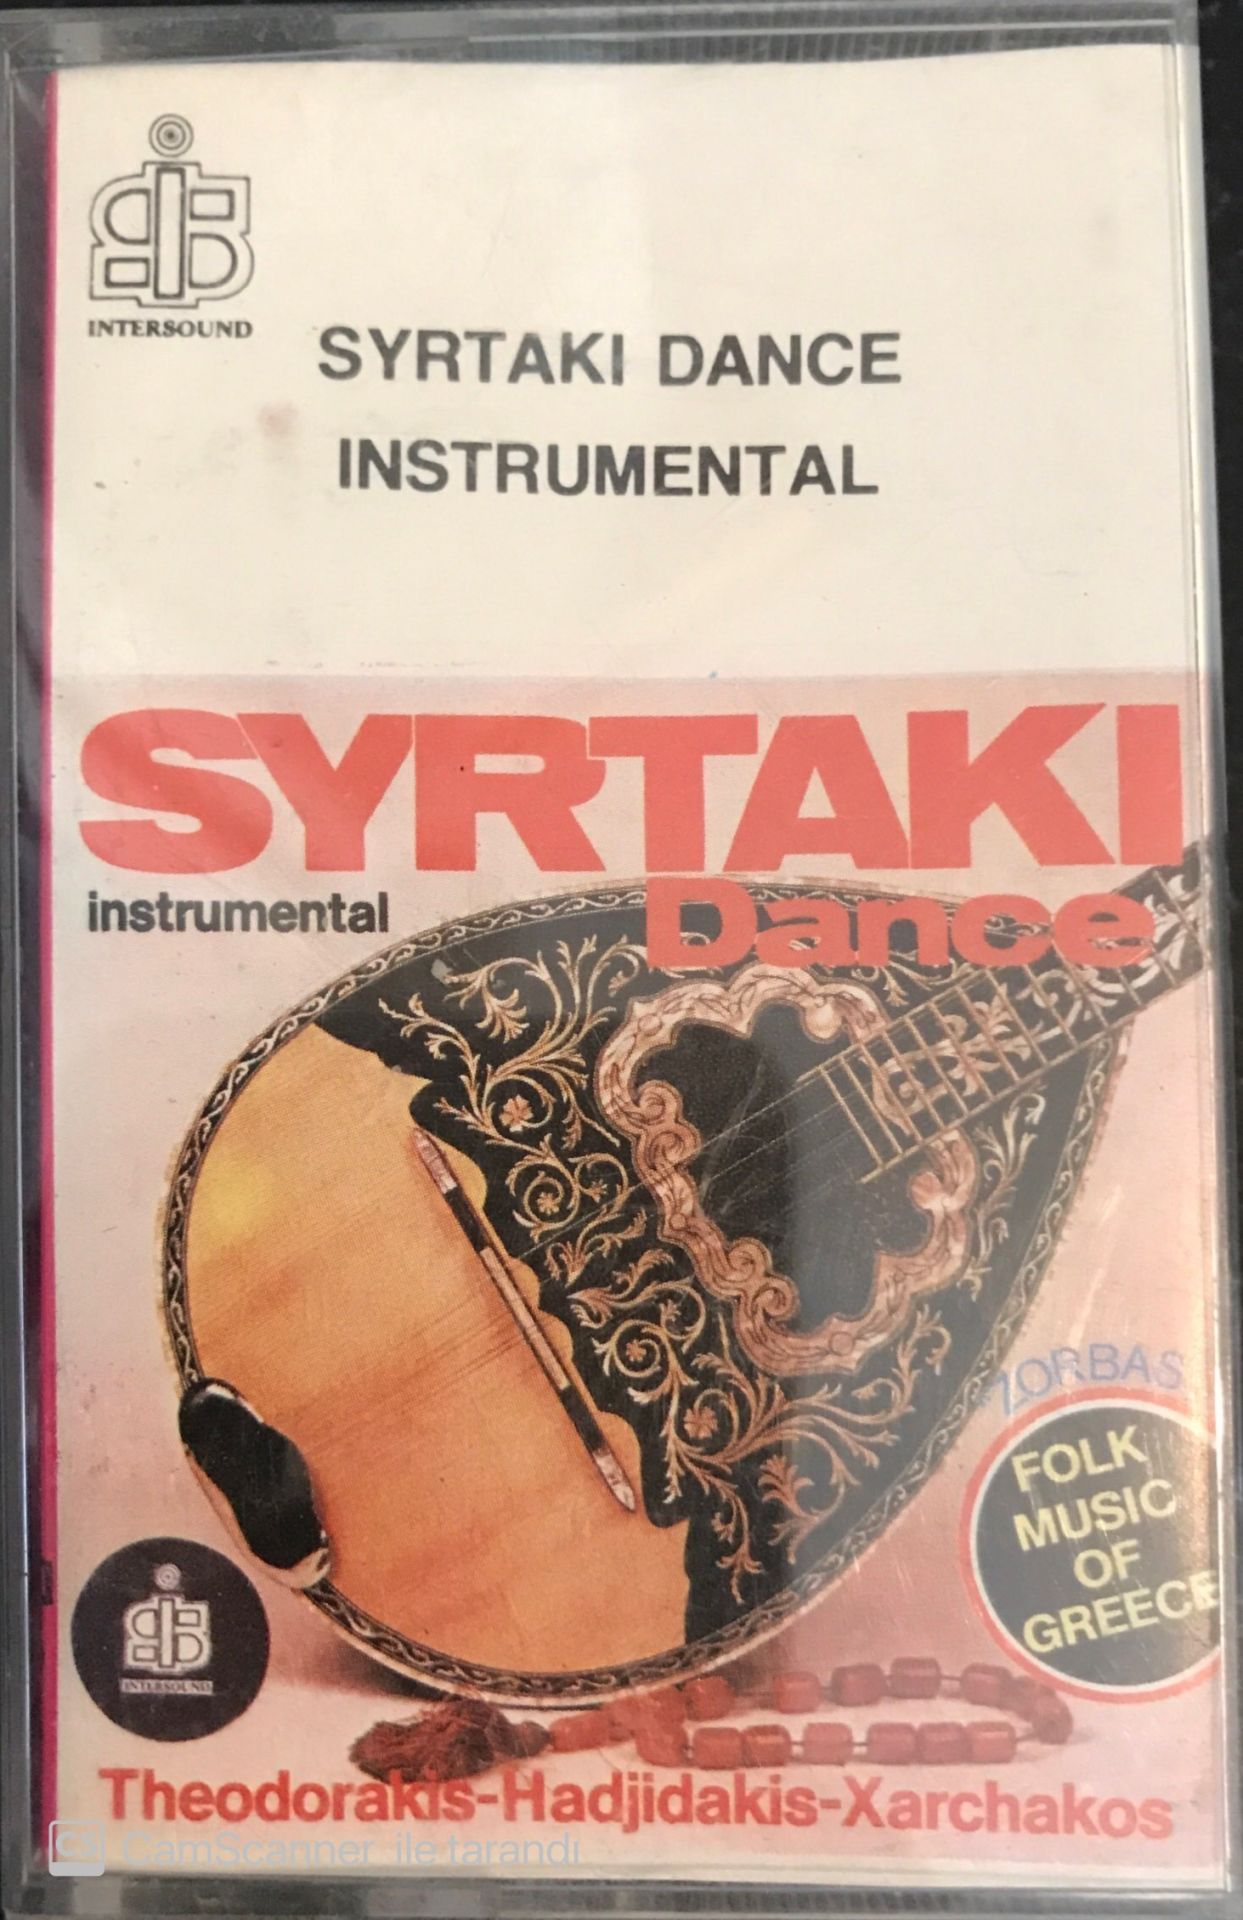 INTERSOUND
SYRTAKI DANCE
INSTRUMENTAL
SYRTAKI
instrumental
Dance
ZORBAS
FOLK
MUSIC
OF
GREECE
INTERSOUND
Theodorakis-Hadjidakis-Xarchakos
CS CamScanner ile tarandı